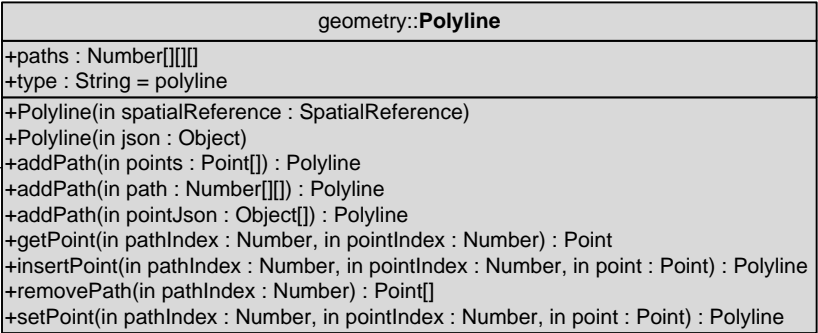 geometry::Polyline
+paths : Number[][][]
+type : String = polyline
+Polyline(in spatialReference : SpatialReference)
+Polyline(in json : Object)
+addPath(in points : Point[]) : Polyline
+addPath(in path : Number[][]) : Polyline
+addPath(in pointJson : Object[]) : Polyline
+getPoint(in pathIndex : Number, in pointIndex : Number) : Point
+insertPoint(in pathIndex : Number, in pointIndex : Number, in point : Point) : Polyline
+removePath(in pathIndex : Number) : Point[]
+setPoint(in pathIndex : Number, in pointIndex : Number, in point : Point) : Polyline